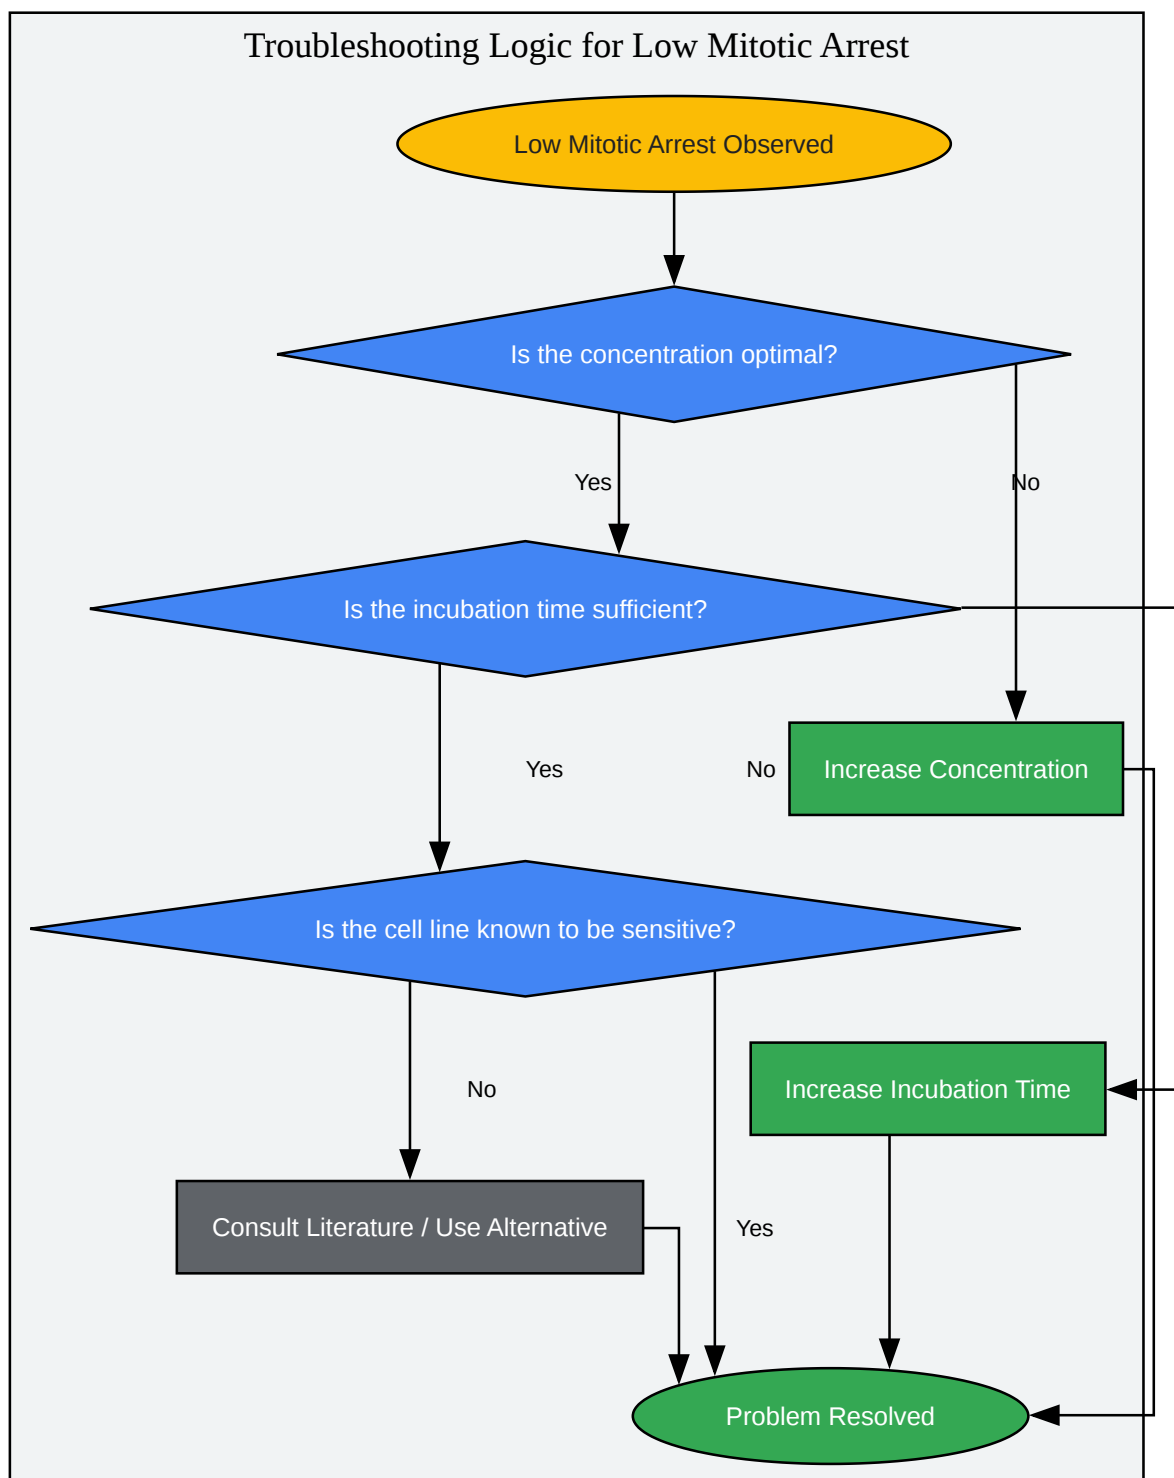 Troubleshooting Logic for Low Mitotic Arrest
Low Mitotic Arrest Observed
Is the concentration optimal?
Yes
No
Is the incubation time sufficient?
Yes
No
Increase Concentration
Is the cell line known to be sensitive?
No
Increase Incubation Time
Consult Literature / Use Alternative
Yes
Problem Resolved